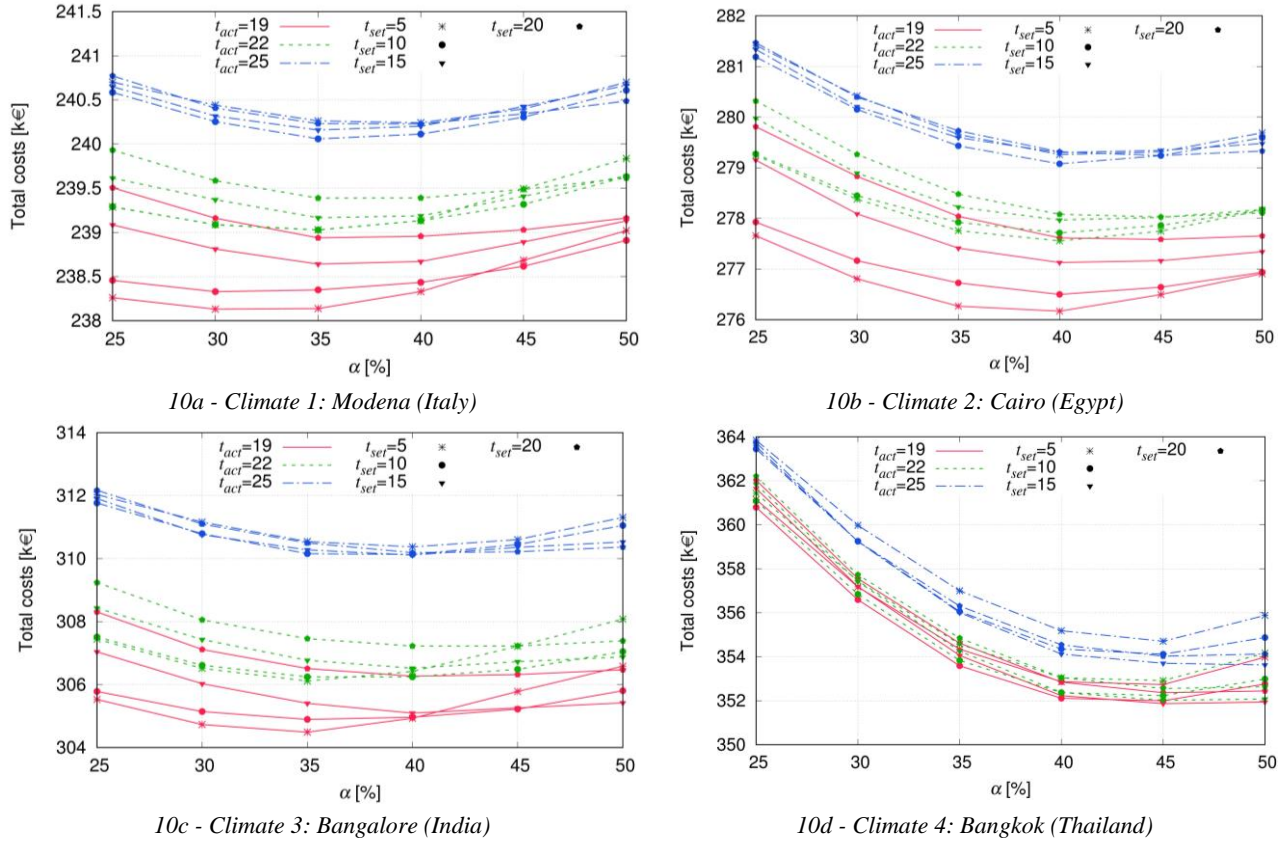 241.5
241
240.5
240
239.5
239
238.5
238
Total costs [k€]
t_act=19 t_set=5 t_set=20
t_act=22 t_set=10
t_act=25 t_set=15
25 30 35 40 45 50
α [%]
10a - Climate 1: Modena (Italy)
282
281
280
279
278
277
276
Total costs [k€]
t_act=19 t_set=5 t_set=20
t_act=22 t_set=10
t_act=25 t_set=15
25 30 35 40 45 50
α [%]
10b - Climate 2: Cairo (Egypt)
314
312
310
308
306
304
Total costs [k€]
t_act=19 t_set=5 t_set=20
t_act=22 t_set=10
t_act=25 t_set=15
25 30 35 40 45 50
α [%]
10c - Climate 3: Bangalore (India)
364
362
360
358
356
354
352
350
Total costs [k€]
t_act=19 t_set=5 t_set=20
t_act=22 t_set=10
t_act=25 t_set=15
25 30 35 40 45 50
α [%]
10d - Climate 4: Bangkok (Thailand)